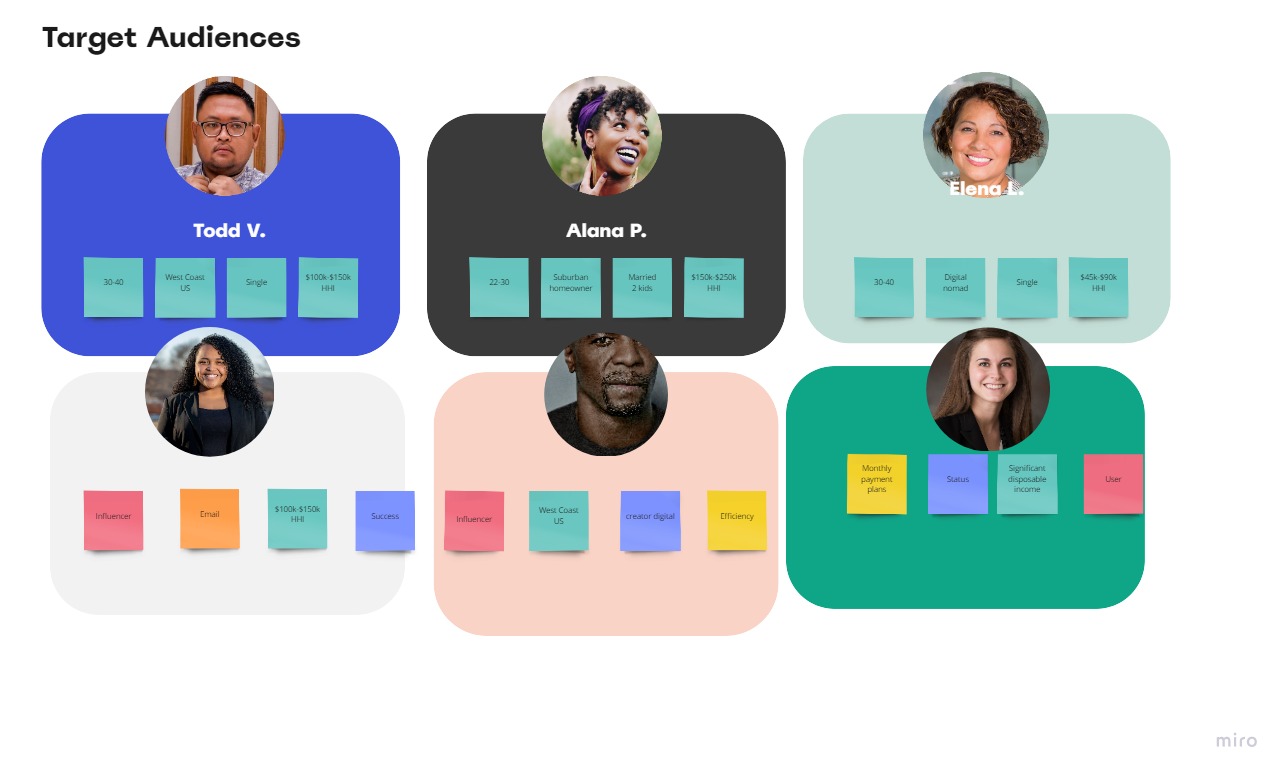 Target Audiences
Todd V.
Alana P.
Elena L.
30-40
West Coast
US
Single
$100k-$150k
HHI
22-30
Suburban
homeowner
Married
2 kids
$150k-$250k
HHI
30-40
Digital
nomad
Single
$45k-$90k
HHI
Influencer
Email
$100k-$150k
HHI
Success
Influencer
West Coast
US
creator digital
Efficiency
Monthly
payment
plans
Status
Significant
disposable
income
User
miro